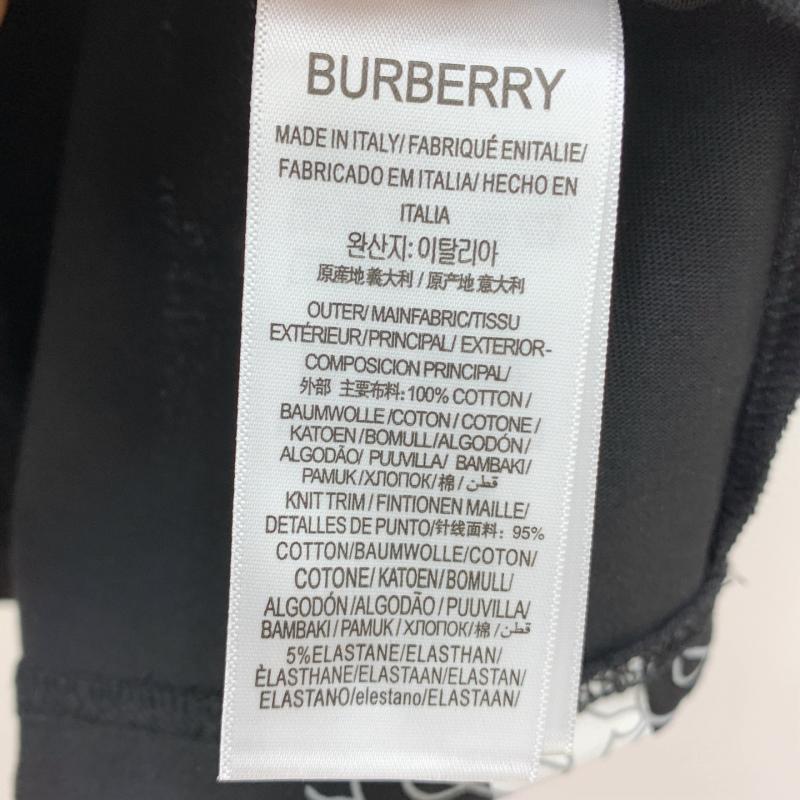 BURBERRY
MADE IN ITALY/ FABRIQUÉ ENITALIE/
FABRICADO EM ITALIA/ HECHO EN
ITALIA
완산지: 이탈리아
原産地義大利 / 原产地意大利
OUTER/ MAINFABRIC/TISSU
EXTÉRIEUR/PRINCIPAL/ EXTERIOR-
COMPOSICION PRINCIPAL/
外部 主要布料: 100% COTTON /
BAUMWOLLE /COTON / COTONE /
KATOEN /BOMULL/ALGODÓN /
ALGODÃO/ PUUVILLA/ BAMBAKI/
PAMUK /ХЛОПОК/棉 / قطن
KNIT TRIM / FINTIONEN MAILLE/
DETALLES DE PUNTO/针线面料: 95%
COTTON/BAUMWOLLE/COTON/
COTONE/ KATOEN/BOMULL/
ALGODÓN/ALGODÃO / PUUVILLA/
BAMBAKI / PAMUK / ХЛОПОК/棉 / قطن
5%ELASTANE/ELASTHAN/
ÈLASTHANE/ELASTAAN/ELASTAN/
ELASTANO/elestano/ELASTAAN/